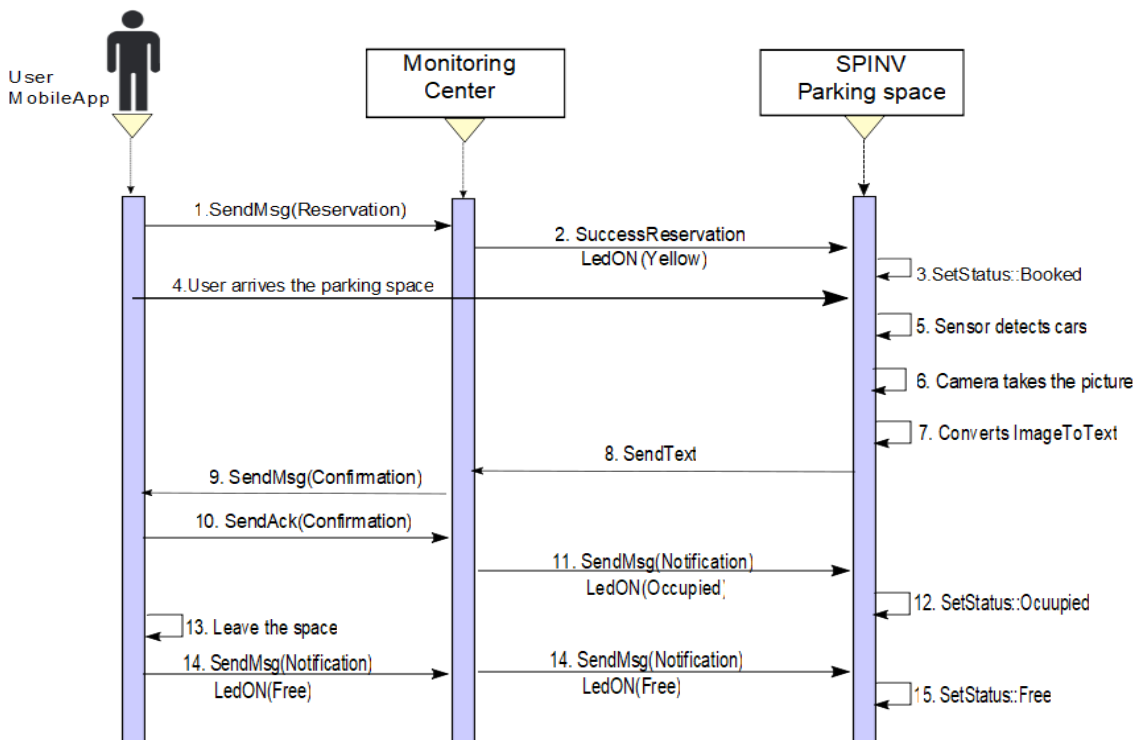 User
MobileApp
Monitoring
Center
SPINV
Parking space
1.SendMsg(Reservation)
2. SuccessReservation
LedON(Yellow)
3.SetStatus::Booked
4.User arrives the parking space
5. Sensor detects cars
6. Camera takes the picture
7. Converts ImageToText
8. SendText
9. SendMsg(Confirmation)
10. SendAck(Confirmation)
11. SendMsg(Notification)
LedON(Occupied)
12. SetStatus::Ocuupied
13. Leave the space
14. SendMsg(Notification)
LedON(Free)
14. SendMsg(Notification)
LedON(Free)
15. SetStatus::Free